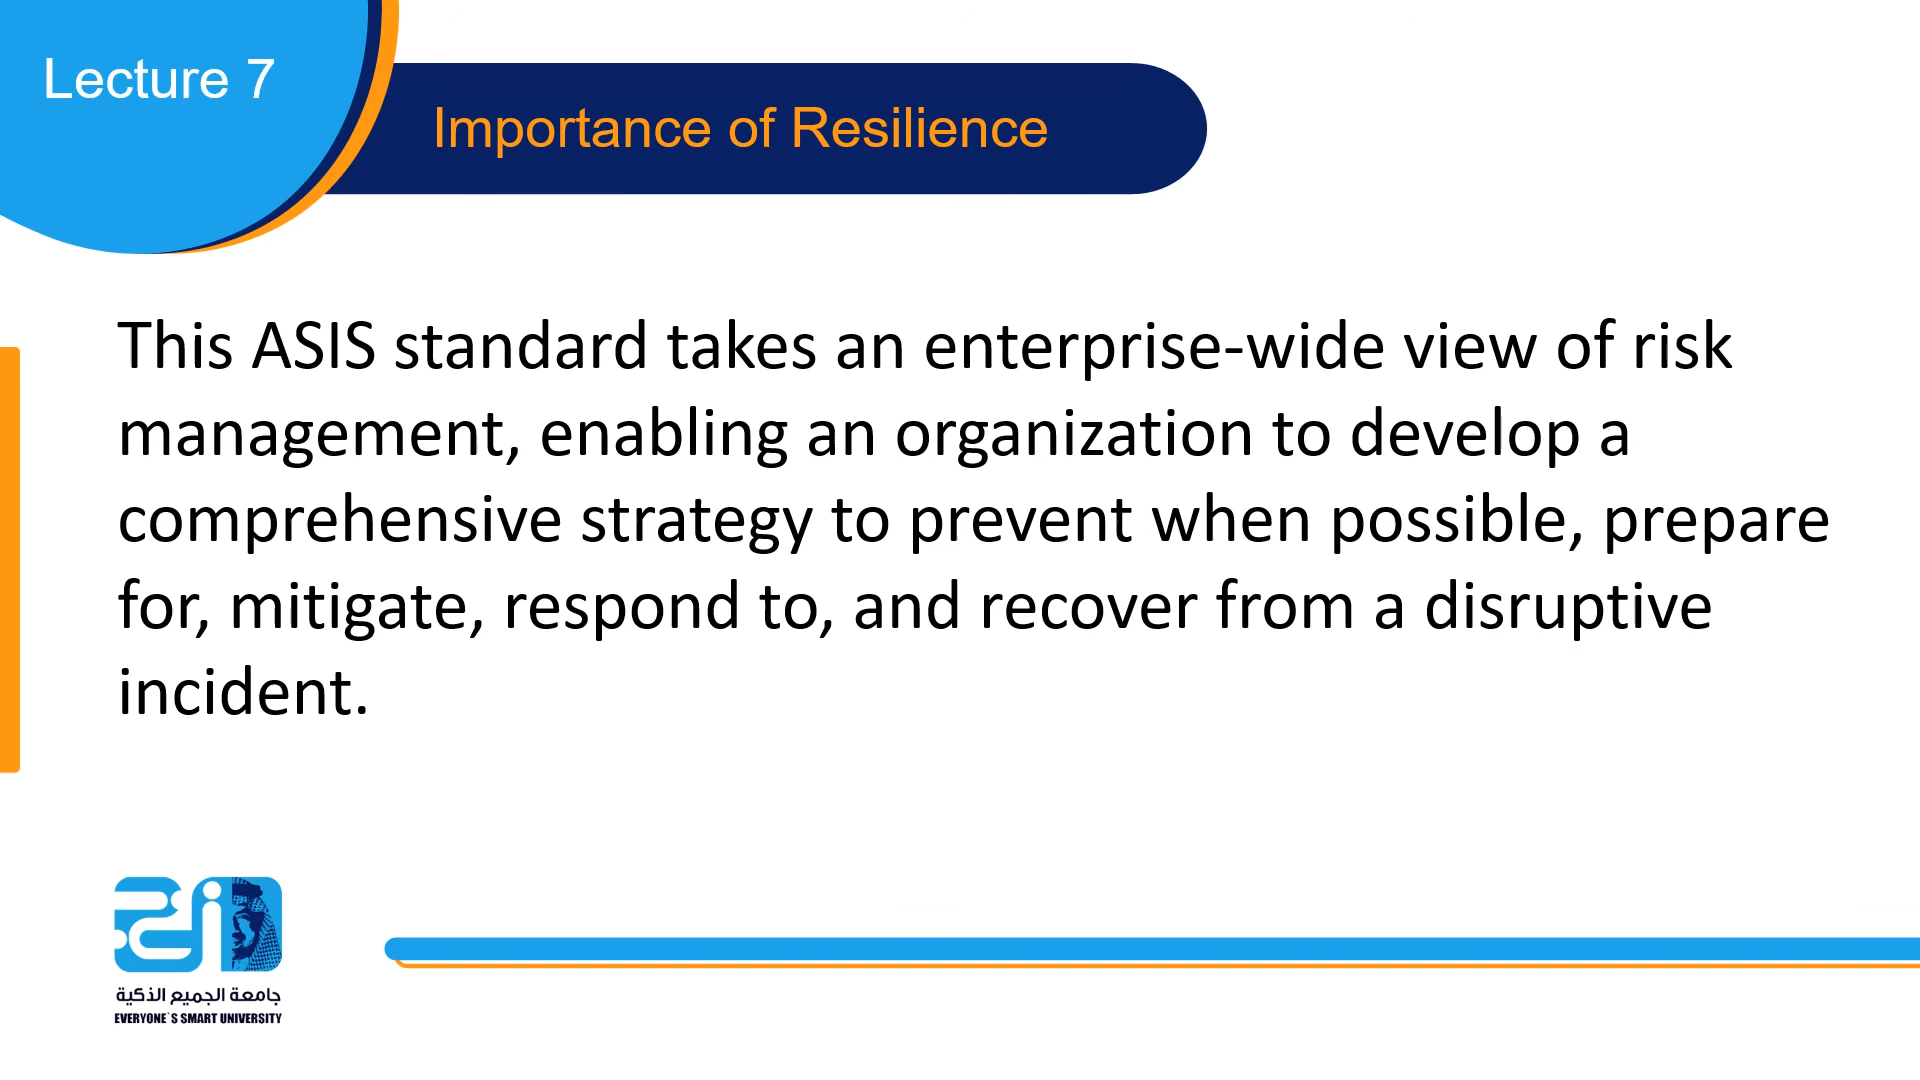 Lecture 7
Importance of Resilience
This ASIS standard takes an enterprise-wide view of risk
management, enabling an organization to develop a
comprehensive strategy to prevent when possible, prepare
for, mitigate, respond to, and recover from a disruptive
incident.
جامعة الجميع الذكية
EVERYONE`S SMART UNIVERSITY